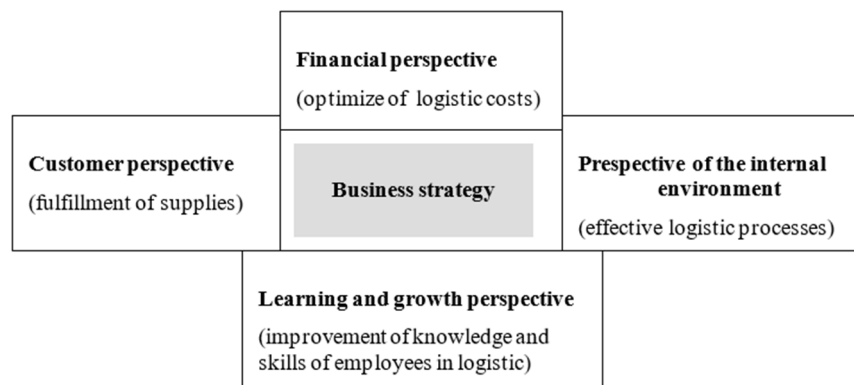 Financial perspective
(optimize of logistic costs)
Customer perspective
(fulfillment of supplies)
Business strategy
Prespective of the internal
environment
(effective logistic processes)
Learning and growth perspective
(improvement of knowledge and
skills of employees in logistic)